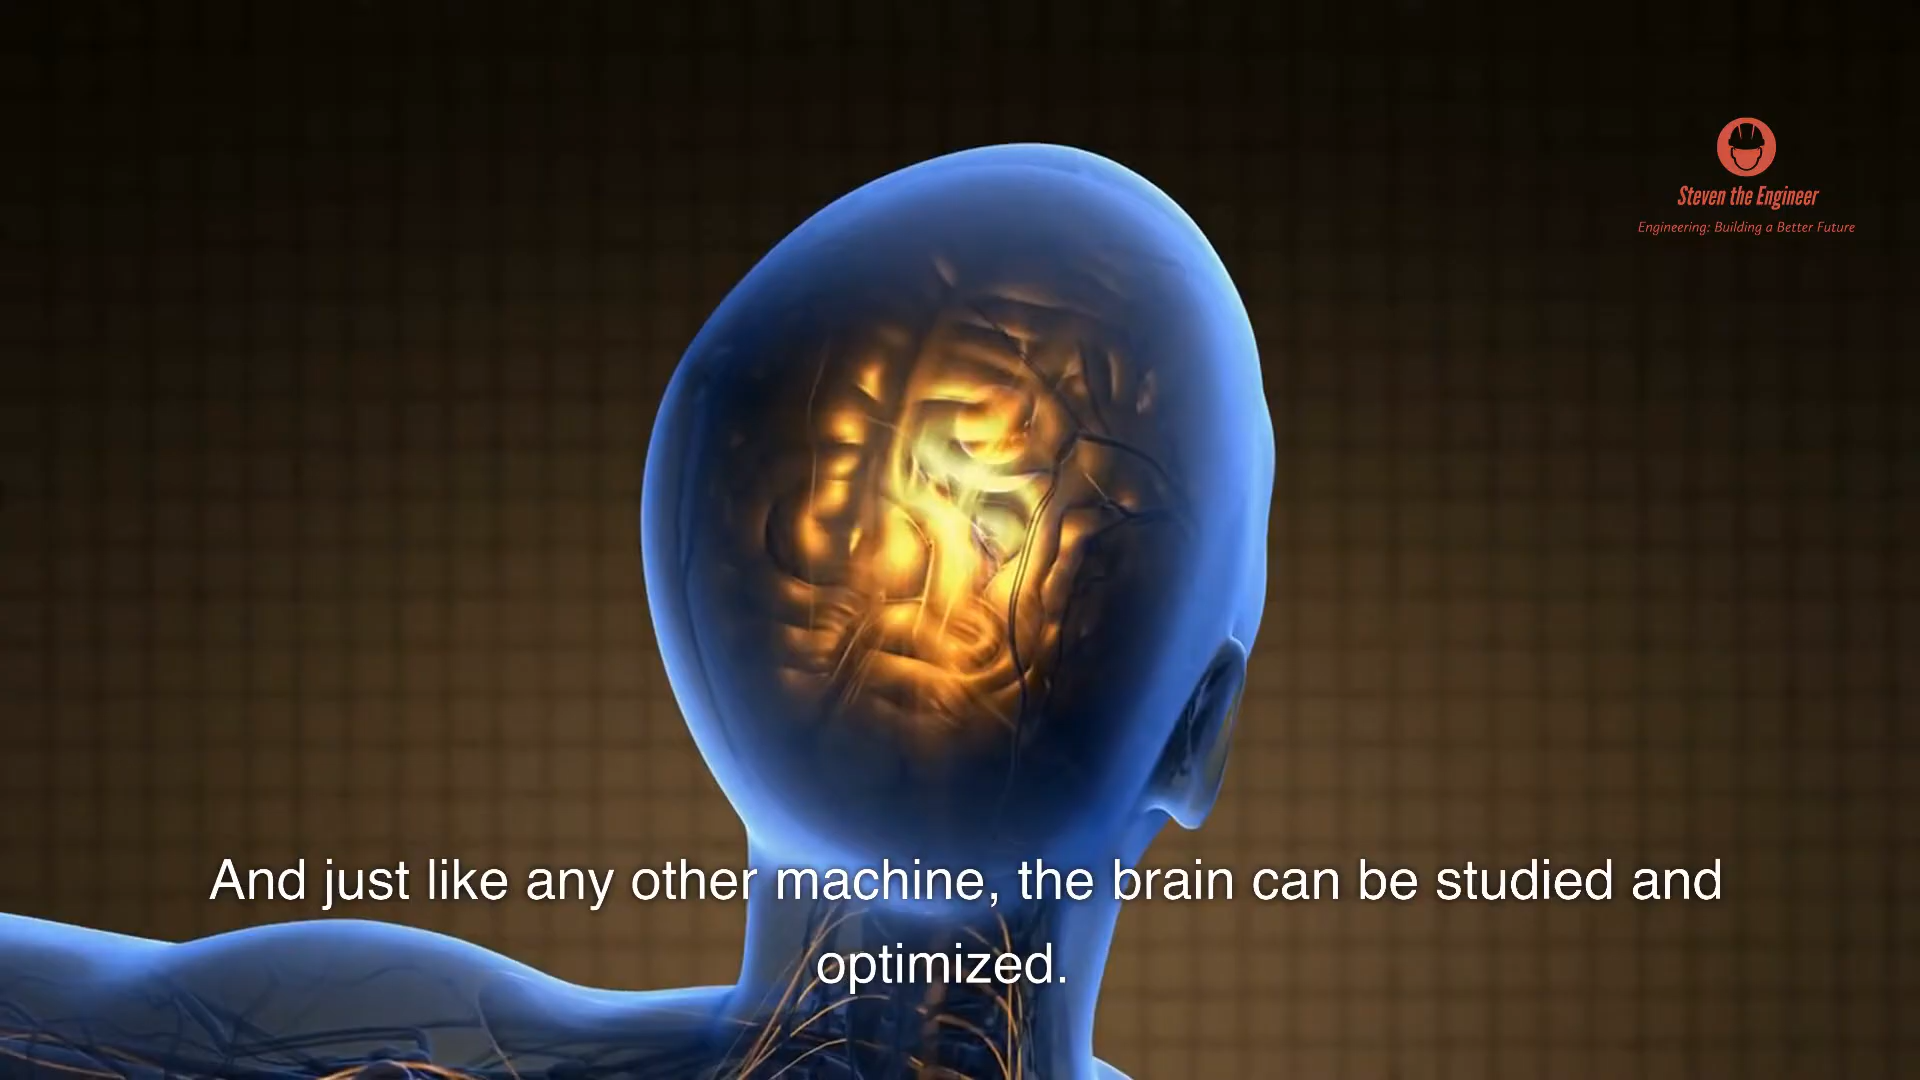 Steven the Engineer
Engineering: Building a Better Future
And just like any other machine, the brain can be studied and
optimized.